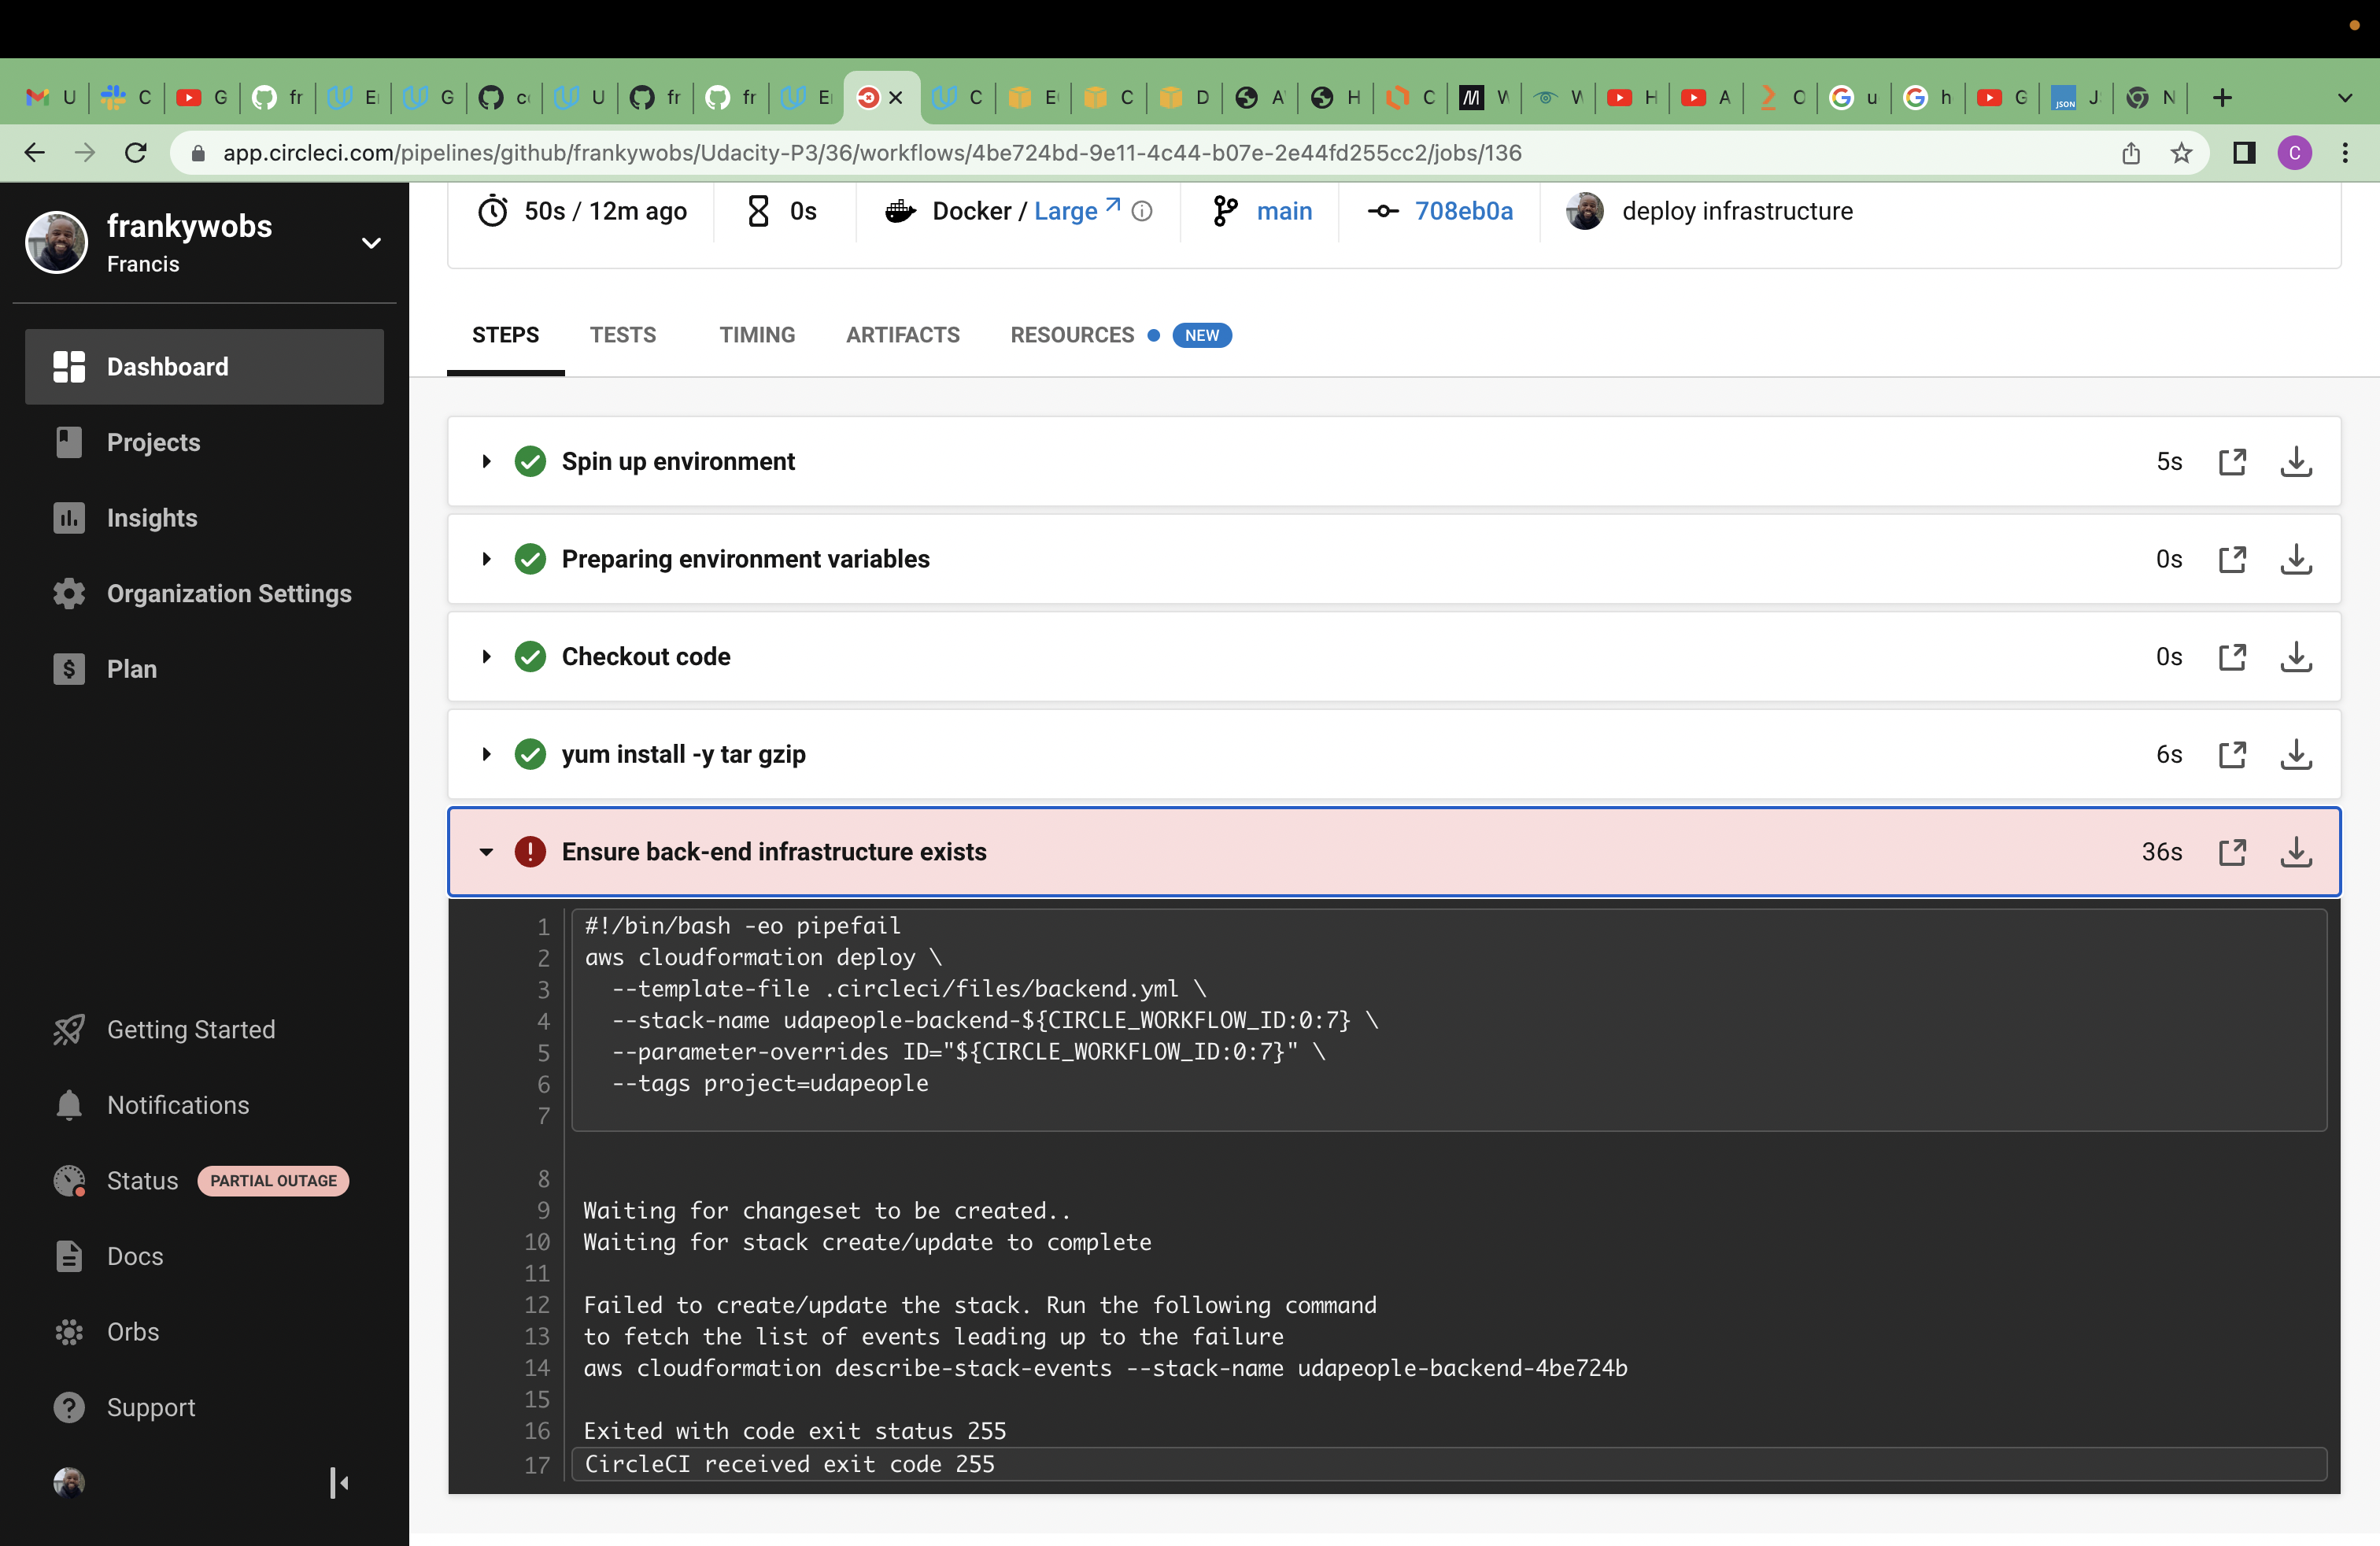 U
C
G
fr
E
G
c
U
fr
fr
E
C
E
C
D
A
H
C
M
H
A
C
u
h
G
JSON
J
N
app.circleci.com/pipelines/github/frankywobs/Udacity-P3/36/workflows/4be724bd-9e11-4c44-b07e-2e44fd255cc2/jobs/136
C
frankywobs
Francis
Dashboard
Projects
Insights
Organization Settings
Plan
Getting Started
Notifications
Status PARTIAL OUTAGE
Docs
Orbs
Support
50s / 12m ago
0s
Docker / Large
main
708eb0a
deploy infrastructure
STEPS TESTS TIMING ARTIFACTS RESOURCES NEW
Spin up environment 5s
Preparing environment variables 0s
Checkout code 0s
yum install -y tar gzip 6s
Ensure back-end infrastructure exists 36s
1 #!/bin/bash -eo pipefail
2 aws cloudformation deploy \
3 --template-file .circleci/files/backend.yml \
4 --stack-name udapeople-backend-${CIRCLE_WORKFLOW_ID:0:7} \
5 --parameter-overrides ID="${CIRCLE_WORKFLOW_ID:0:7}" \
6 --tags project=udapeople
7
8
9 Waiting for changeset to be created..
10 Waiting for stack create/update to complete
11
12 Failed to create/update the stack. Run the following command
13 to fetch the list of events leading up to the failure
14 aws cloudformation describe-stack-events --stack-name udapeople-backend-4be724b
15
16 Exited with code exit status 255
17 CircleCI received exit code 255